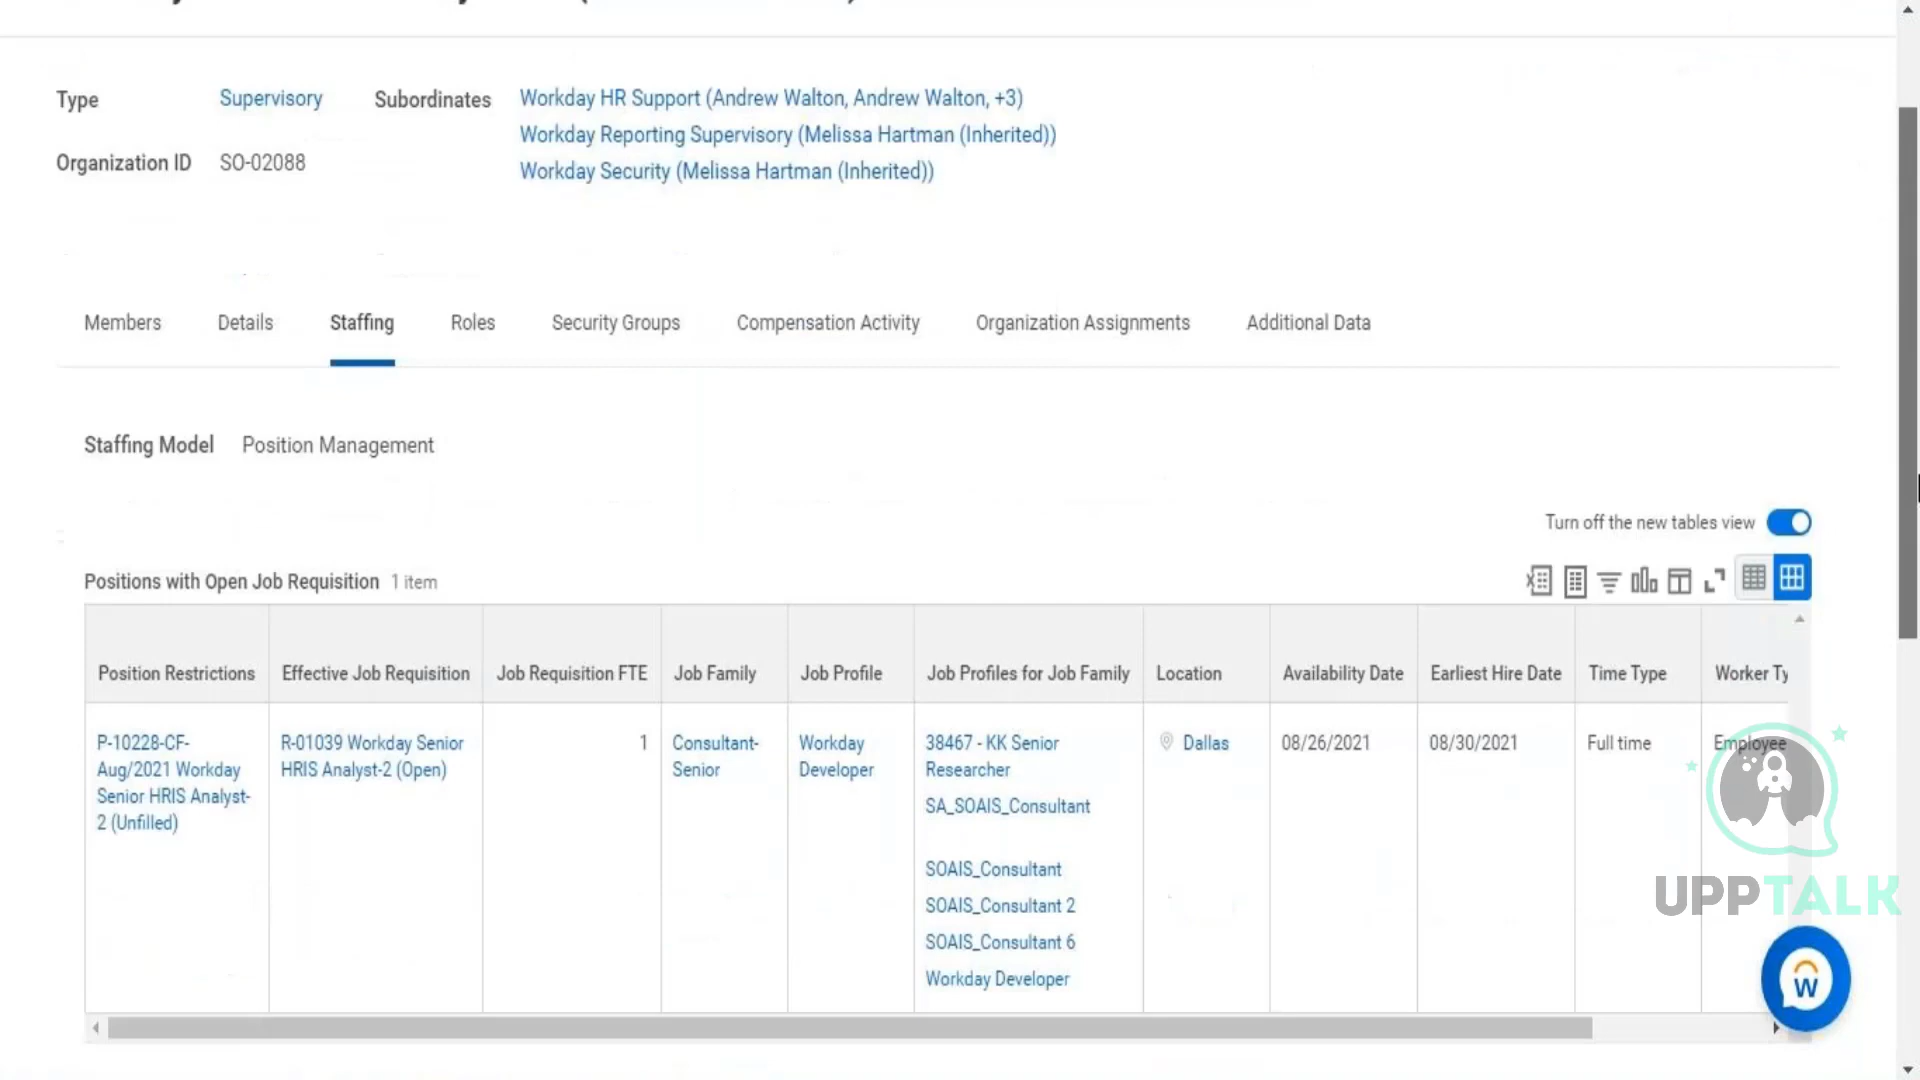 Type
Supervisory
Subordinates
Workday HR Support (Andrew Walton, Andrew Walton, +3)
Workday Reporting Supervisory (Melissa Hartman (Inherited))
Workday Security (Melissa Hartman (Inherited))
Organization ID
SO-02088
Members
Details
Staffing
Roles
Security Groups
Compensation Activity
Organization Assignments
Additional Data
Staffing Model
Position Management
Turn off the new tables view
Positions with Open Job Requisition 1 item
Position Restrictions
Effective Job Requisition
Job Requisition FTE
Job Family
Job Profile
Job Profiles for Job Family
Location
Availability Date
Earliest Hire Date
Time Type
Worker Ty
P-10228-CF-
Aug/2021 Workday
Senior HRIS Analyst-
2 (Unfilled)
R-01039 Workday Senior
HRIS Analyst-2 (Open)
1
Consultant-
Senior
Workday
Developer
38467 - KK Senior
Researcher
SA_SOAIS_Consultant
SOAIS_Consultant
SOAIS_Consultant 2
SOAIS_Consultant 6
Workday Developer
Dallas
08/26/2021
08/30/2021
Full time
Employee
UPPTALK
W